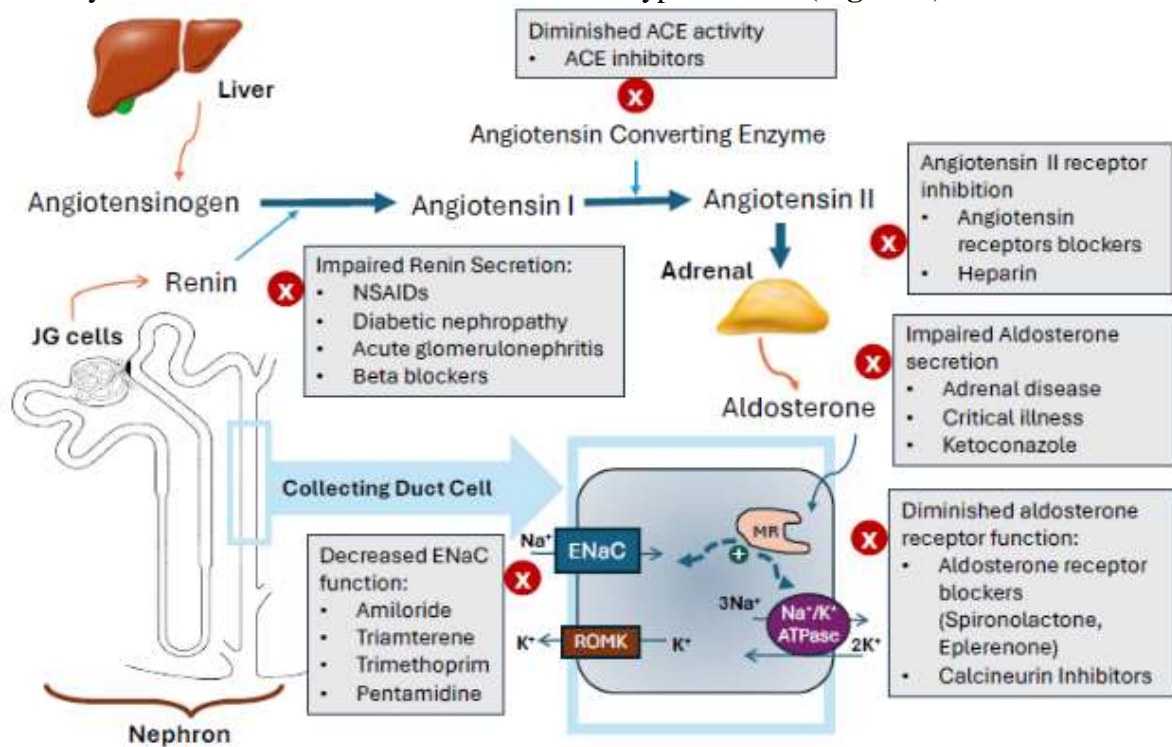 Diminished ACE activity
• ACE inhibitors
X
Liver
Angiotensin Converting Enzyme
Angiotensinogen
Angiotensin I
Angiotensin II
Angiotensin II receptor
inhibition
• Angiotensin
receptors blockers
• Heparin
X
Renin
X
Impaired Renin Secretion:
• NSAIDs
• Diabetic nephropathy
• Acute glomerulonephritis
• Beta blockers
Adrenal
JG cells
X
Impaired Aldosterone
secretion
• Adrenal disease
• Critical illness
• Ketoconazole
Aldosterone
Collecting Duct Cell
MR
+
Na⁺
ENaC
3Na⁺
Na⁺/K⁺
ATPase
2K⁺
K⁺
ROMK
K⁺
X
Decreased ENaC
function:
• Amiloride
• Triamterene
• Trimethoprim
• Pentamidine
X
Diminished aldosterone
receptor function:
• Aldosterone receptor
blockers
(Spironolactone,
Eplerenone)
• Calcineurin Inhibitors
Nephron